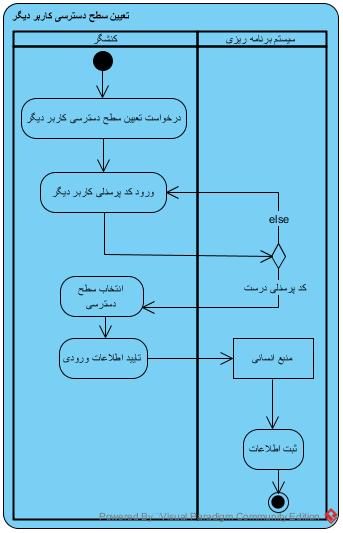 تعیین سطح دسترسی کاربر دیگر
کنشگر
سیستم برنامه ریزی
درخواست تعیین سطح دسترسی کاربر دیگر
ورود کد پرسنلی کاربر دیگر
else
کد پرسنلی درست
انتخاب سطح
دسترسی
تایید اطلاعات ورودی
منبع انسانی
ثبت اطلاعات
Powered By Visual Paradigm Community Edition